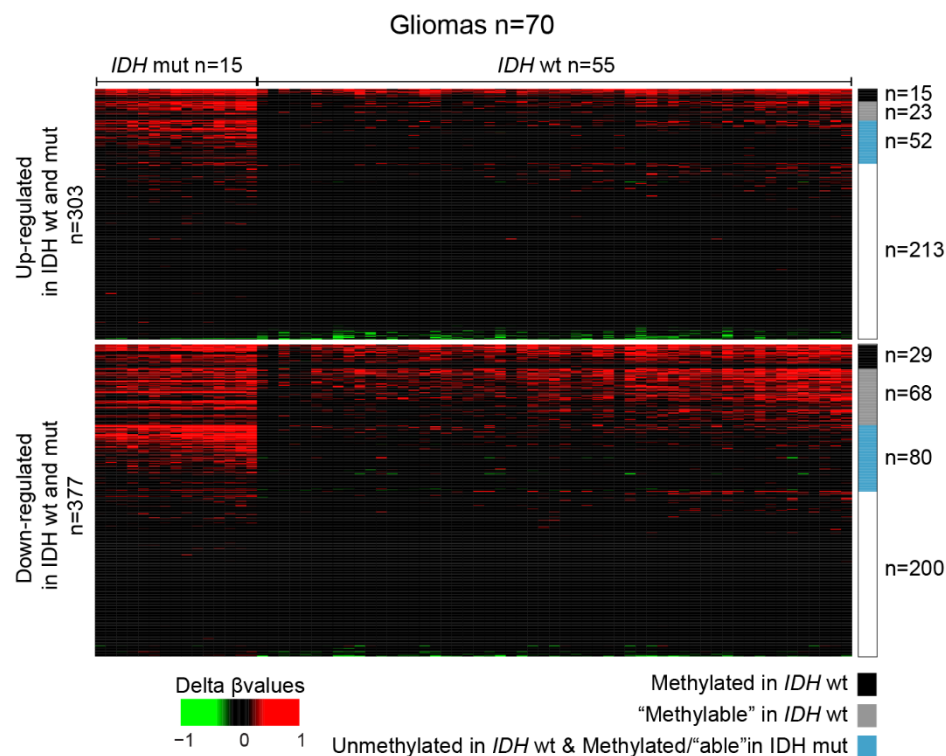 Gliomas n=70
IDH mut n=15
IDH wt n=55
Up-regulated
in IDH wt and mut
n=303
n=15
n=23
n=52
n=213
Down-regulated
in IDH wt and mut
n=377
n=29
n=68
n=80
n=200
Delta βvalues
−1 0 1
Methylated in IDH wt
“Methylable” in IDH wt
Unmethylated in IDH wt & Methylated/“able”in IDH mut